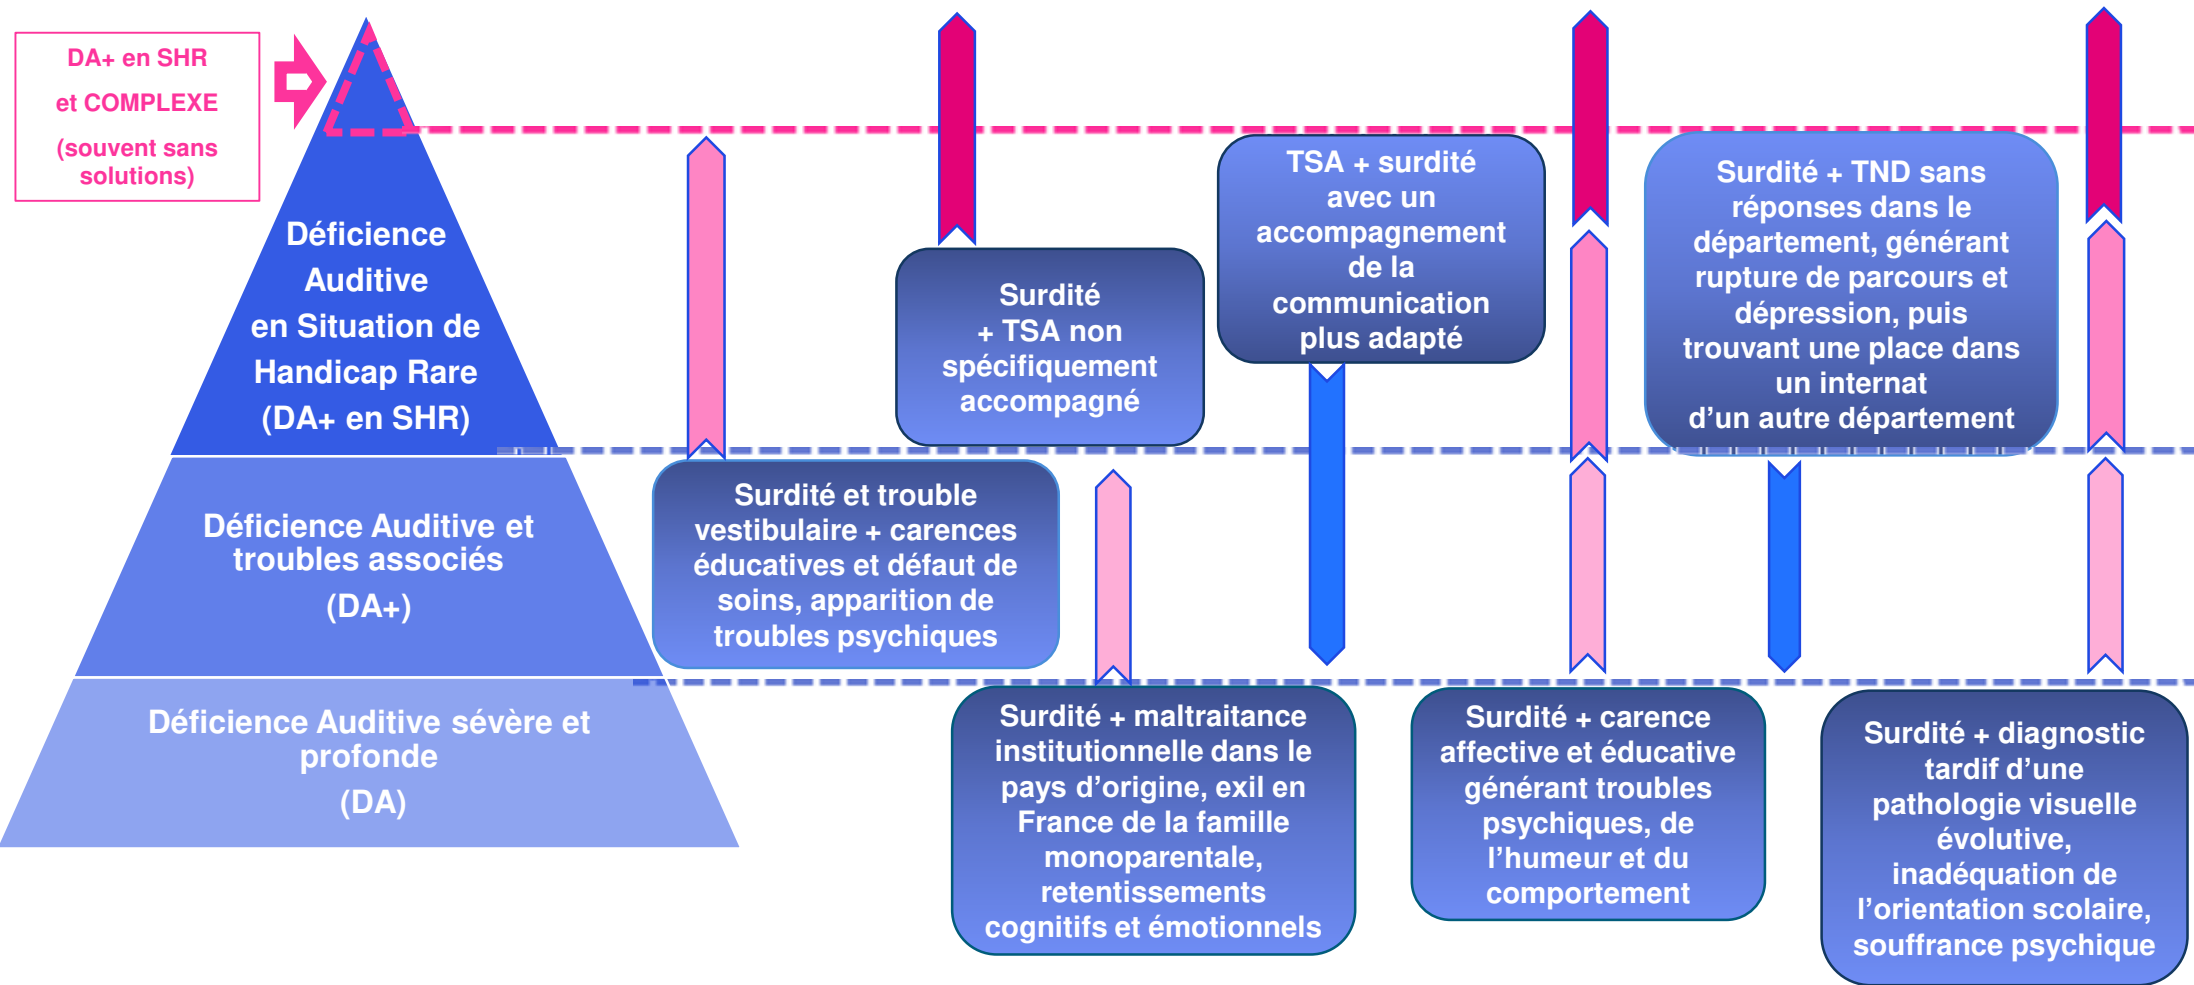 DA+ en SHR
et COMPLEXE
(souvent sans
solutions)
Déficience
Auditive
en Situation de
Handicap Rare
(DA+ en SHR)
Déficience Auditive et
troubles associés
(DA+)
Déficience Auditive sévère et
profonde
(DA)
Surdité et trouble
vestibulaire + carences
éducatives et défaut de
soins, apparition de
troubles psychiques
Surdité
+ TSA non
spécifiquement
accompagné
Surdité + maltraitance
institutionnelle dans le
pays d’origine, exil en
France de la famille
monoparentale,
retentissements
cognitifs et émotionnels
TSA + surdité
avec un
accompagnement
de la
communication
plus adapté
Surdité + carence
affective et éducative
générant troubles
psychiques, de
l’humeur et du
comportement
Surdité + TND sans
réponses dans le
département, générant
rupture de parcours et
dépression, puis
trouvant une place dans
un internat
d’un autre département
Surdité + diagnostic
tardif d’une
pathologie visuelle
évolutive,
inadéquation de
l’orientation scolaire,
souffrance psychique